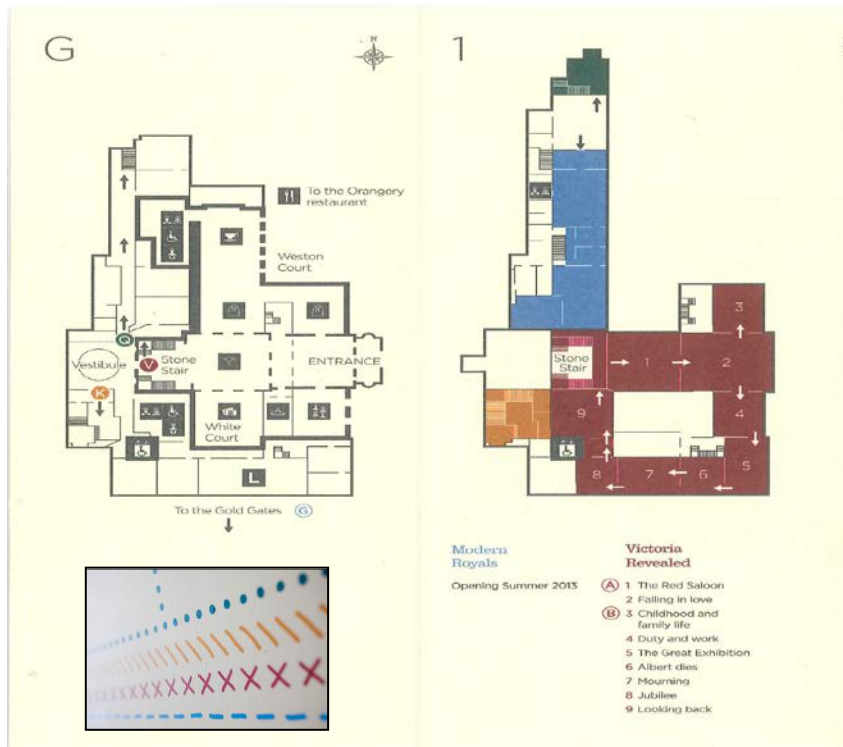 G
N
To the Orangery
restaurant
Weston
Court
Q
V
Stone
Stair
Vestibule
ENTRANCE
K
White
Court
L
To the Gold Gates G
1
3
Stone
Stair
1
2
9
4
8
7
6
5
Modern
Royals
Opening Summer 2013
Victoria
Revealed
A 1 The Red Saloon
2 Falling in love
B 3 Childhood and
family life
4 Duty and work
5 The Great Exhibition
6 Albert dies
7 Mourning
8 Jubilee
9 Looking back